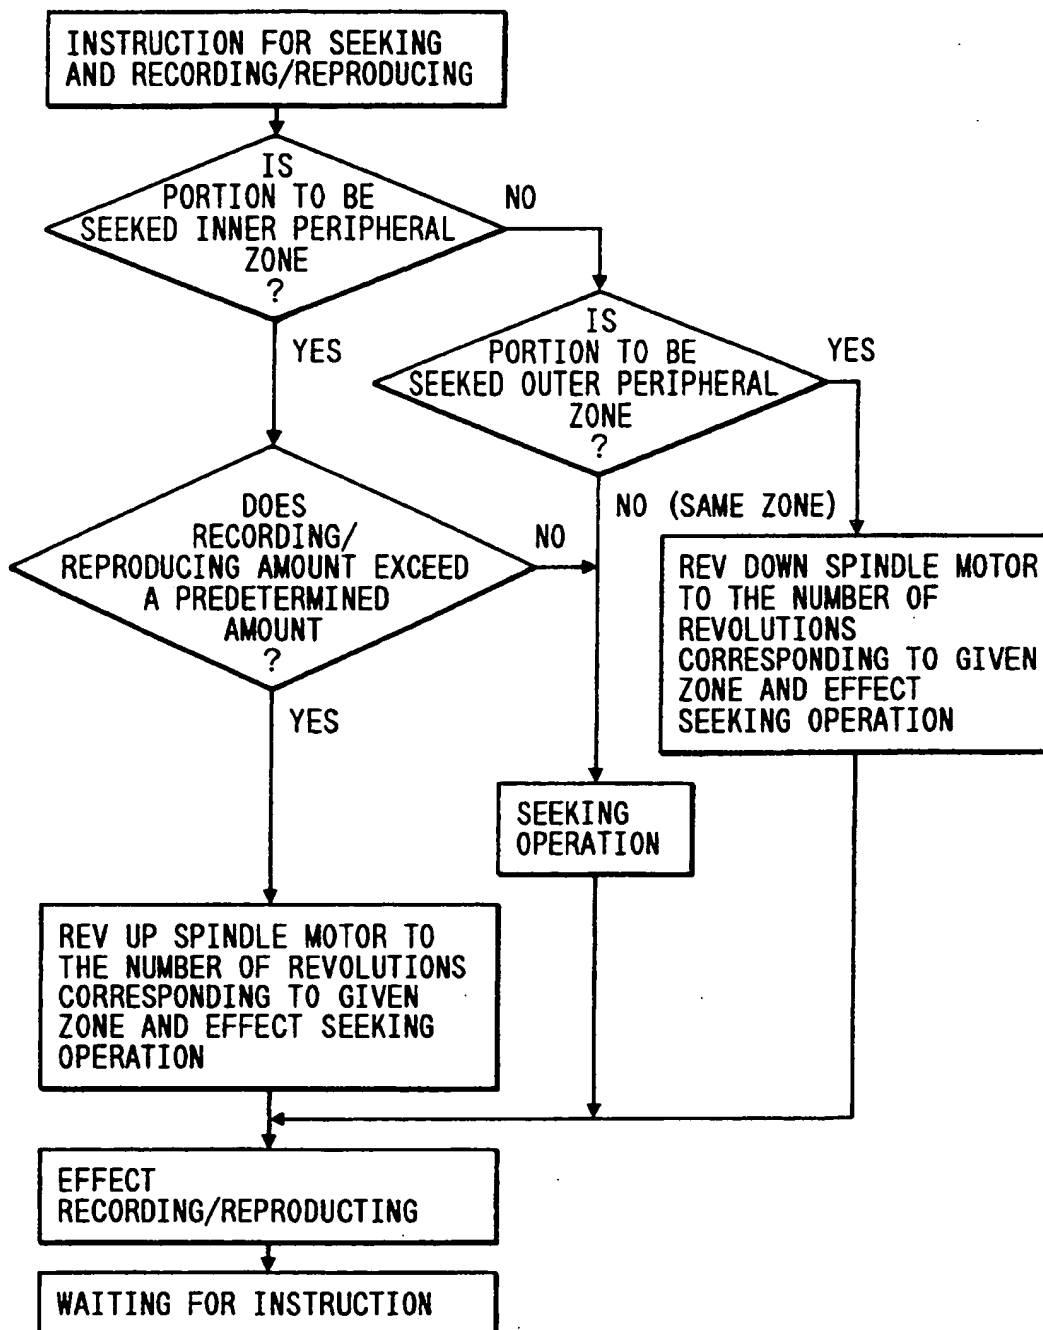 INSTRUCTION FOR SEEKING
AND RECORDING/REPRODUCING
IS
PORTION TO BE
SEEKED INNER PERIPHERAL
ZONE
?
NO
YES
IS
PORTION TO BE
SEEKED OUTER PERIPHERAL
ZONE
?
YES
NO (SAME ZONE)
DOES
RECORDING/
REPRODUCING AMOUNT EXCEED
A PREDETERMINED
AMOUNT
?
NO
YES
REV DOWN SPINDLE MOTOR
TO THE NUMBER OF
REVOLUTIONS
CORRESPONDING TO GIVEN
ZONE AND EFFECT
SEEKING OPERATION
SEEKING
OPERATION
REV UP SPINDLE MOTOR TO
THE NUMBER OF REVOLUTIONS
CORRESPONDING TO GIVEN
ZONE AND EFFECT SEEKING
OPERATION
EFFECT
RECORDING/REPRODUCTING
WAITING FOR INSTRUCTION